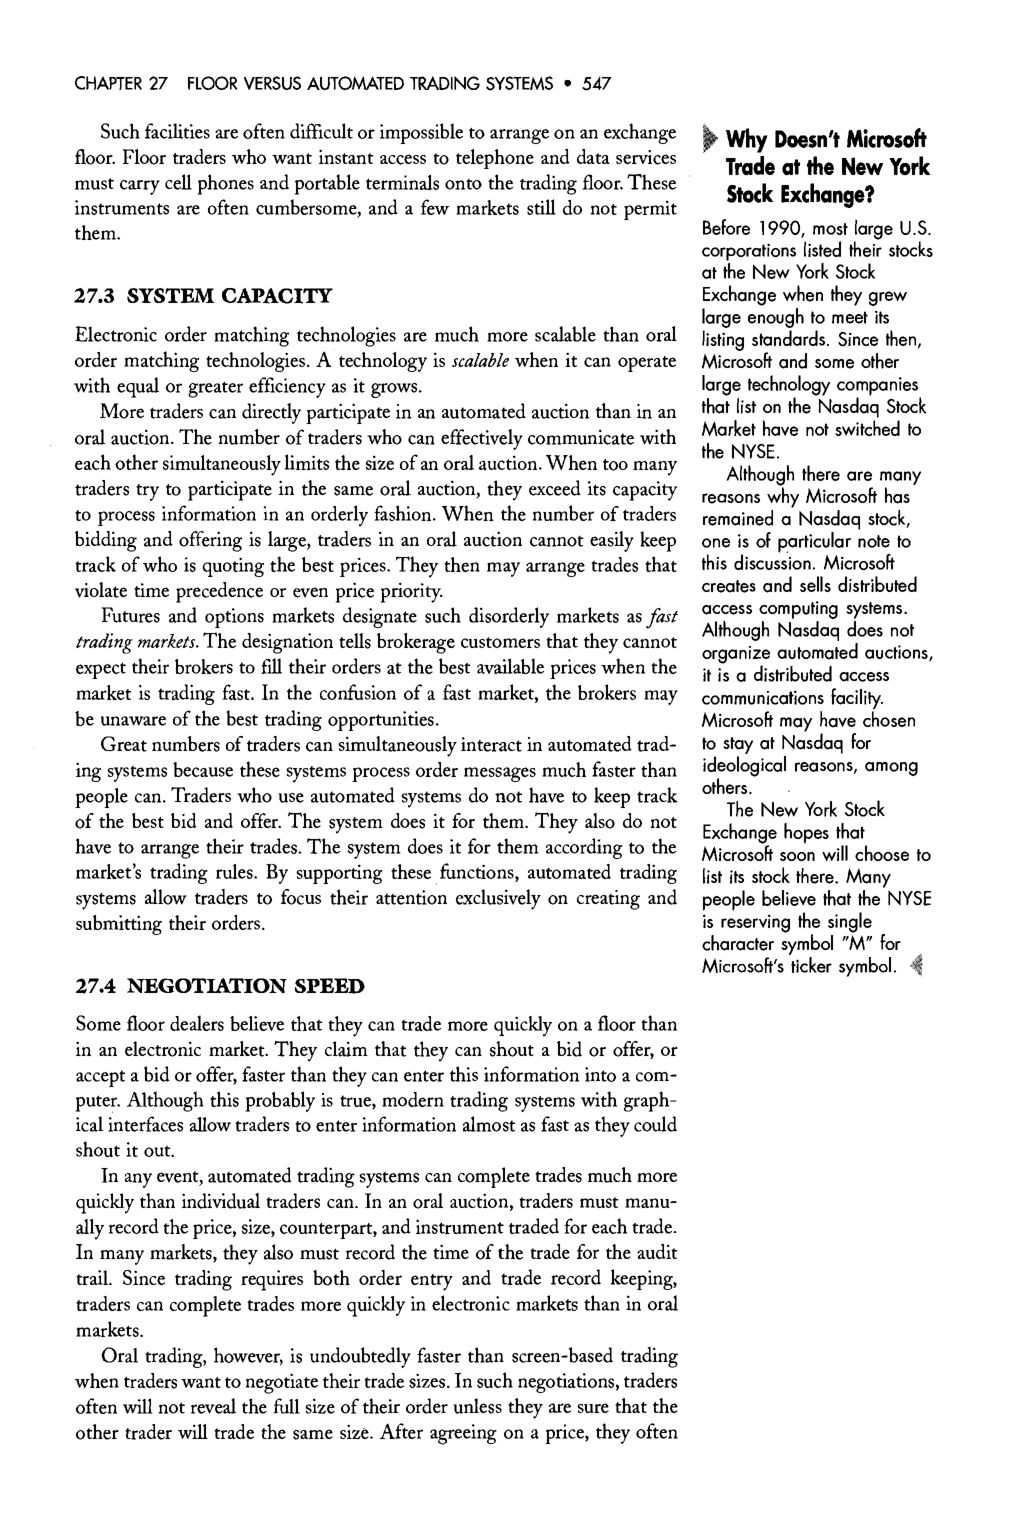 CHAPTER 27 FLOOR VERSUS AUTOMATED TRADING SYSTEMS • 547
Such facilities are often difficult or impossible to arrange on an exchange
floor. Floor traders who want instant access to telephone and data services
must carry cell phones and portable terminals onto the trading floor. These
instruments are often cumbersome, and a few markets still do not permit
them.
27.3 SYSTEM CAPACITY
Electronic order matching technologies are much more scalable than oral
order matching technologies. A technology is scalable when it can operate
with equal or greater efficiency as it grows.
More traders can directly participate in an automated auction than in an
oral auction. The number of traders who can effectively communicate with
each other simultaneously limits the size of an oral auction. When too many
traders try to participate in the same oral auction, they exceed its capacity
to process information in an orderly fashion. When the number of traders
bidding and offering is large, traders in an oral auction cannot easily keep
track of who is quoting the best prices. They then may arrange trades that
violate time precedence or even price priority.
Futures and options markets designate such disorderly markets as fast
trading markets. The designation tells brokerage customers that they cannot
expect their brokers to fill their orders at the best available prices when the
market is trading fast. In the confusion of a fast market, the brokers may
be unaware of the best trading opportunities.
Great numbers of traders can simultaneously interact in automated trad-
ing systems because these systems process order messages much faster than
people can. Traders who use automated systems do not have to keep track
of the best bid and offer. The system does it for them. They also do not
have to arrange their trades. The system does it for them according to the
market's trading rules. By supporting these functions, automated trading
systems allow traders to focus their attention exclusively on creating and
submitting their orders.
27.4 NEGOTIATION SPEED
Some floor dealers believe that they can trade more quickly on a floor than
in an electronic market. They claim that they can shout a bid or offer, or
accept a bid or offer, faster than they can enter this information into a com-
puter. Although this probably is true, modern trading systems with graph-
ical interfaces allow traders to enter information almost as fast as they could
shout it out.
In any event, automated trading systems can complete trades much more
quickly than individual traders can. In an oral auction, traders must manu-
ally record the price, size, counterpart, and instrument traded for each trade.
In many markets, they also must record the time of the trade for the audit
trail. Since trading requires both order entry and trade record keeping,
traders can complete trades more quickly in electronic markets than in oral
markets.
Oral trading, however, is undoubtedly faster than screen-based trading
when traders want to negotiate their trade sizes. In such negotiations, traders
often will not reveal the full size of their order unless they are sure that the
other trader will trade the same size. After agreeing on a price, they often
Why Doesn't Microsoft
Trade at the New York
Stock Exchange?
Before 1990, most large U.S.
corporations listed their stocks
at the New York Stock
Exchange when they grew
large enough to meet its
listing standards. Since then,
Microsoft and some other
large technology companies
that list on the Nasdaq Stock
Market have not switched to
the NYSE.
Although there are many
reasons why Microsoft has
remained a Nasdaq stock,
one is of particular note to
this discussion. Microsoft
creates and sells distributed
access computing systems.
Although Nasdaq does not
organize automated auctions,
it is a distributed access
communications facility.
Microsoft may have chosen
to stay at Nasdaq for
ideological reasons, among
others.
The New York Stock
Exchange hopes that
Microsoft soon will choose to
list its stock there. Many
people believe that the NYSE
is reserving the single
character symbol "M" for
Microsoft's ticker symbol.